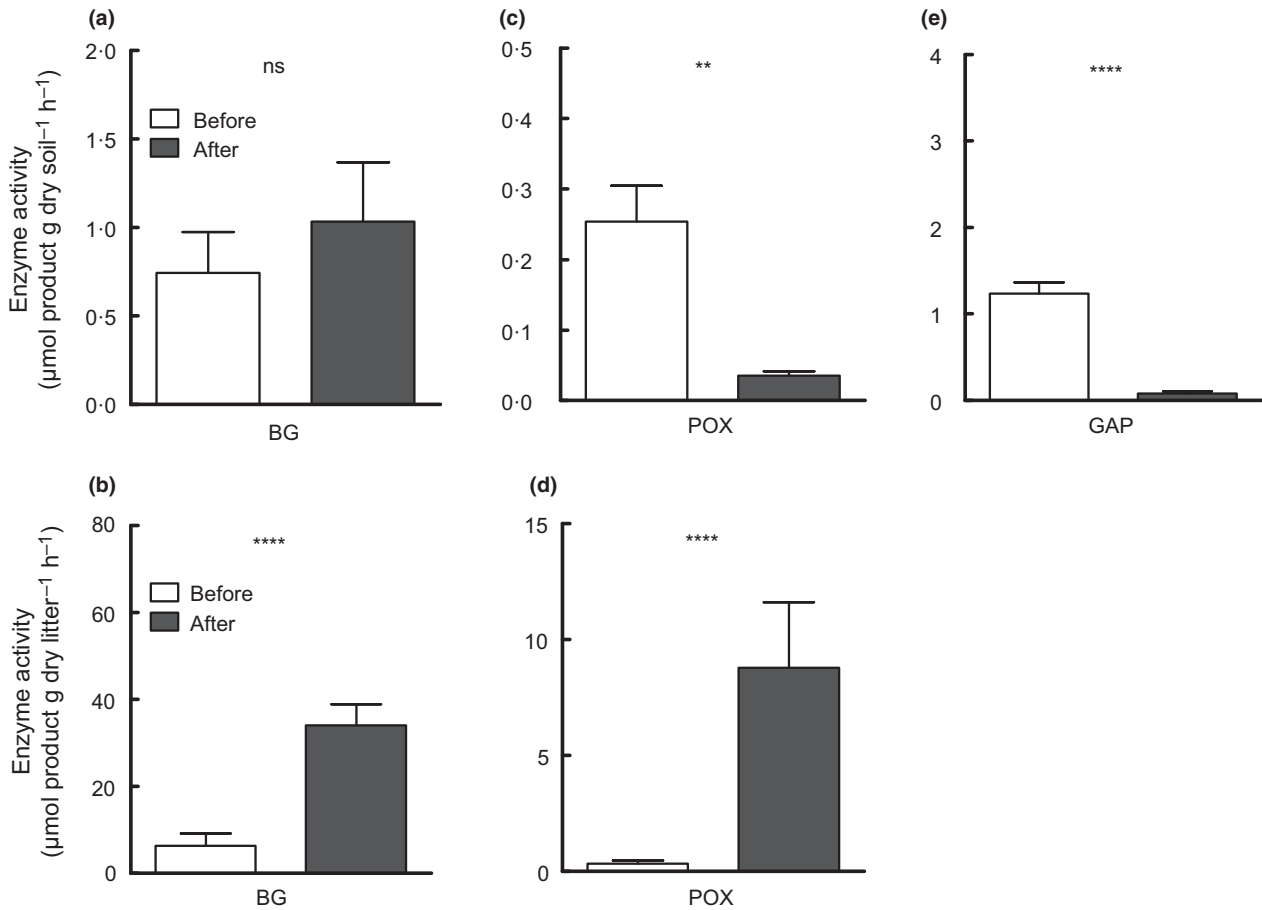 (a)
Enzyme activity
(µmol product g dry soil⁻¹ h⁻¹)
2·0
1·5
1·0
0·5
0·0
ns
Before
After
BG
(c)
0·5
0·4
0·3
0·2
0·1
0·0
**
POX
(e)
4
3
2
1
0
****
GAP
(b)
Enzyme activity
(µmol product g dry litter⁻¹ h⁻¹)
80
60
40
20
0
****
Before
After
BG
(d)
15
10
5
0
****
POX